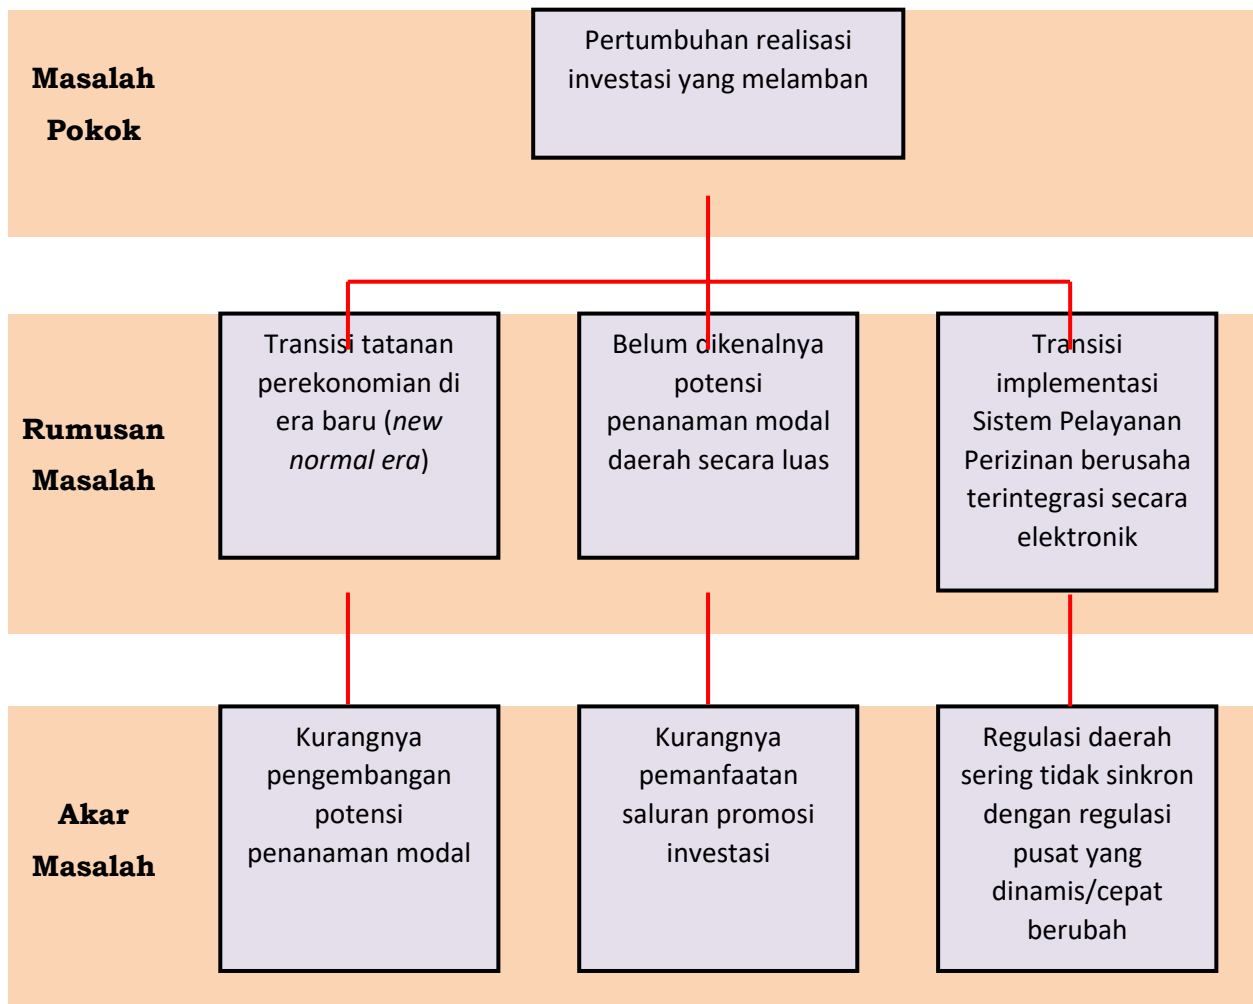 Masalah
Pokok
Pertumbuhan realisasi
investasi yang melamban
Rumusan
Masalah
Transisi tatanan
perekonomian di
era baru (new
normal era)
Belum dikenalnya
potensi
penanaman modal
daerah secara luas
Transisi
implementasi
Sistem Pelayanan
Perizinan berusaha
terintegrasi secara
elektronik
Akar
Masalah
Kurangnya
pengembangan
potensi
penanaman modal
Kurangnya
pemanfaatan
saluran promosi
investasi
Regulasi daerah
sering tidak sinkron
dengan regulasi
pusat yang
dinamis/cepat
berubah